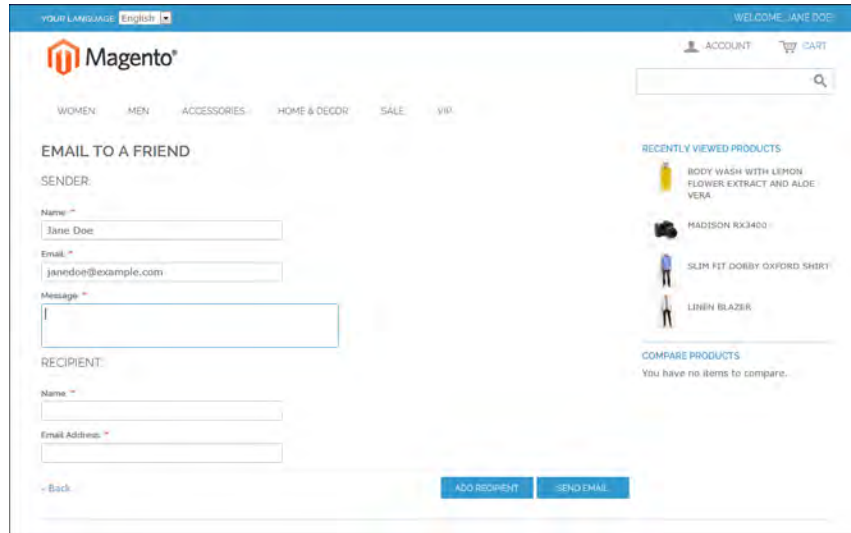 YOUR LANGUAGE: English
WELCOME, JANE DOE!
Magento®
ACCOUNT
CART
WOMEN MEN ACCESSORIES HOME & DECOR SALE VIP
EMAIL TO A FRIEND
SENDER:
Name: *
Jane Doe
Email: *
janedoe@example.com
Message: *
RECIPIENT:
Name: *
Email Address: *
« Back
ADD RECIPIENT
SEND EMAIL
RECENTLY VIEWED PRODUCTS
BODY WASH WITH LEMON
FLOWER EXTRACT AND ALOE
VERA
MADISON RX3400
SLIM FIT DOBBY OXFORD SHIRT
LINEN BLAZER
COMPARE PRODUCTS
You have no items to compare.